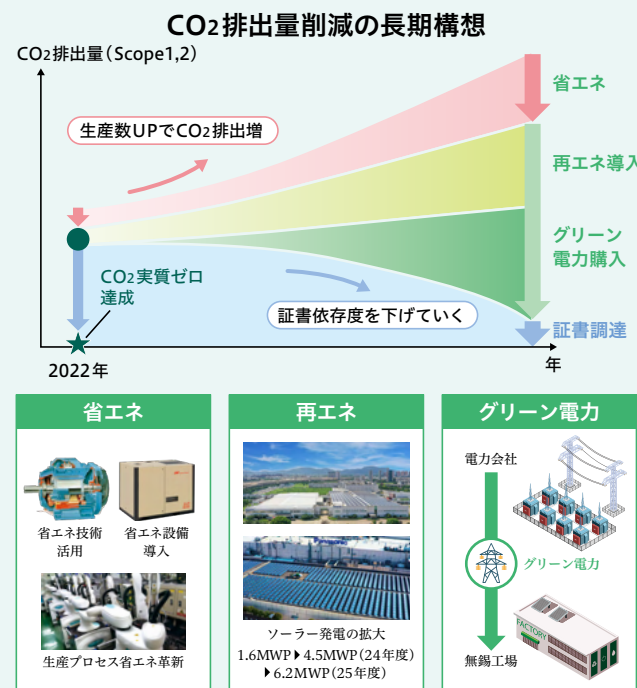 CO2排出量削減の長期構想
CO2排出量(Scope1,2)
省エネ
生産数UPでCO2排出増
再エネ導入
グリーン
電力購入
CO2実質ゼロ
達成
証書依存度を下げていく
証書調達
2022年
年
省エネ
省エネ技術
活用
省エネ設備
導入
生産プロセス省エネ革新
再エネ
ソーラー発電の拡大
1.6MWP▶4.5MWP(24年度)
▶6.2MWP(25年度)
グリーン電力
電力会社
グリーン電力
FACTORY
無錫工場